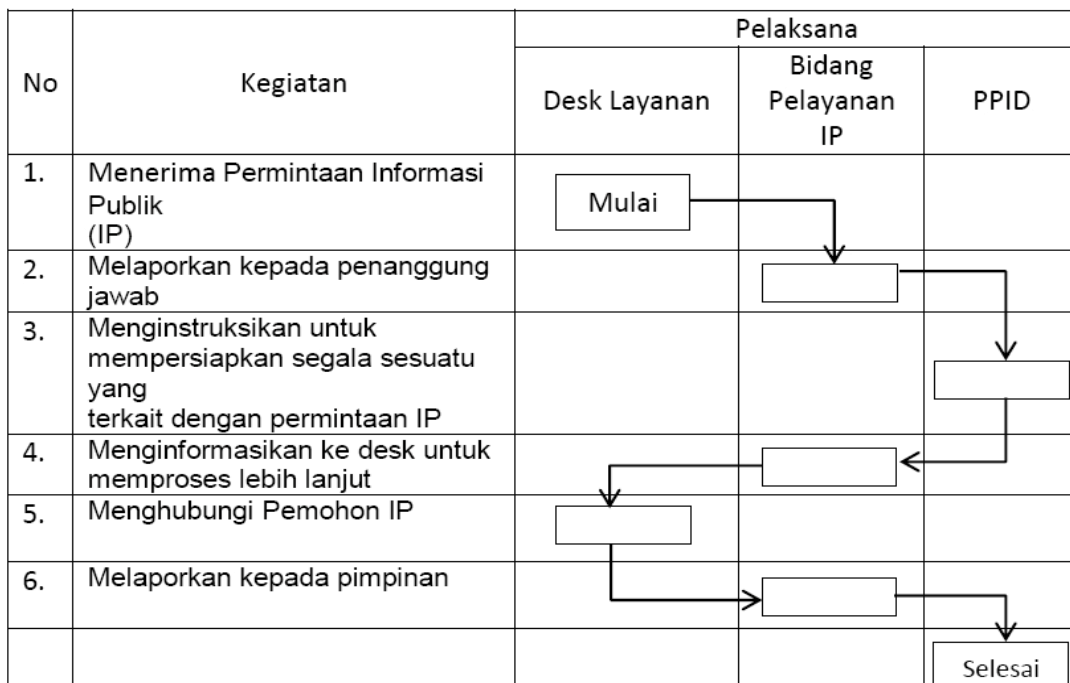 Pelaksana
No
Kegiatan
Desk Layanan
Bidang
Pelayanan
IP
PPID
1.
Menerima Permintaan Informasi
Publik
(IP)
Mulai
2.
Melaporkan kepada penanggung
jawab
3.
Menginstruksikan untuk
mempersiapkan segala sesuatu
yang
terkait dengan permintaan IP
4.
Menginformasikan ke desk untuk
memproses lebih lanjut
5.
Menghubungi Pemohon IP
6.
Melaporkan kepada pimpinan
Selesai